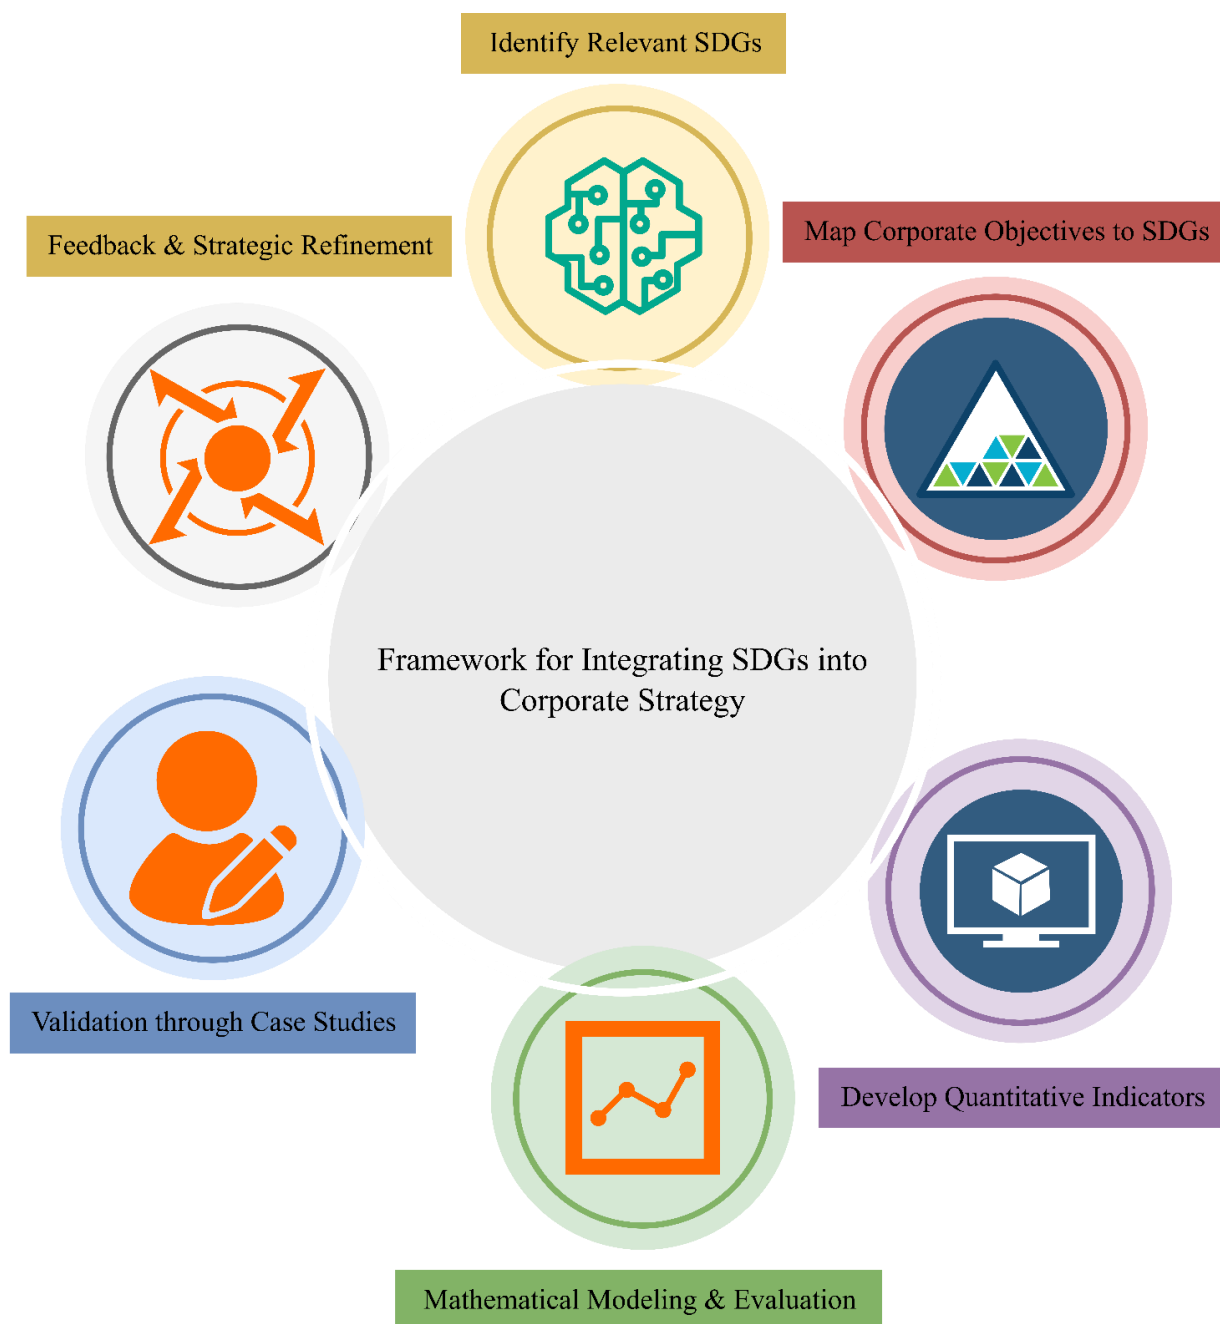 Identify Relevant SDGs
Map Corporate Objectives to SDGs
Feedback & Strategic Refinement
Framework for Integrating SDGs into
Corporate Strategy
Validation through Case Studies
Develop Quantitative Indicators
Mathematical Modeling & Evaluation